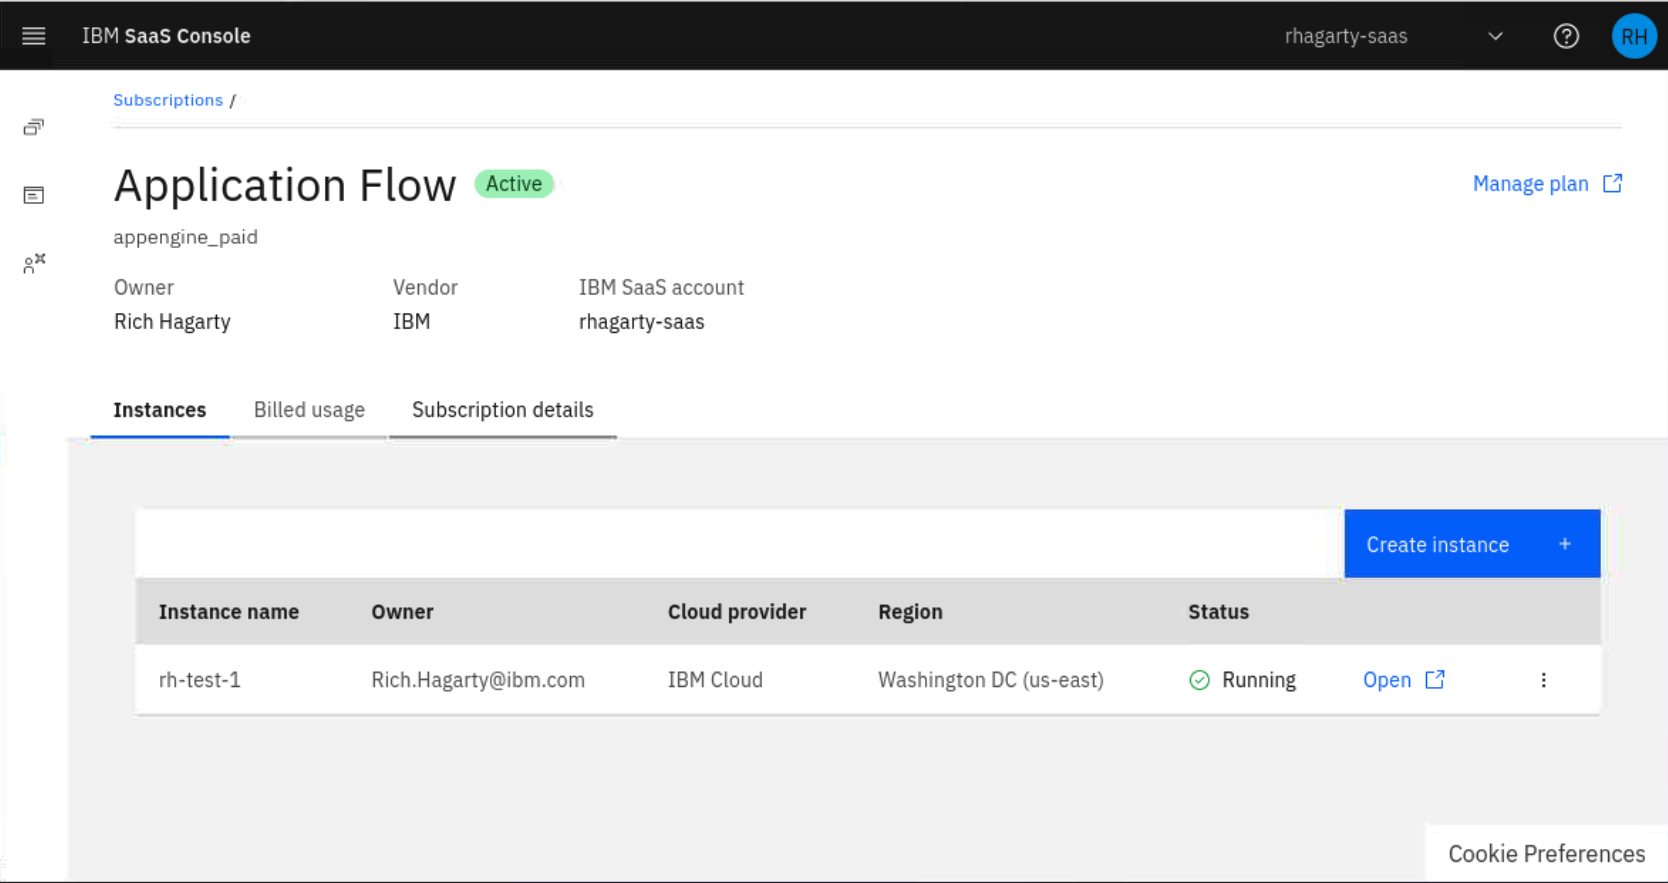 IBM SaaS Console
rhagarty-saas
RH
Subscriptions /
Application Flow
Active
Manage plan
appengine_paid
Owner
Vendor
IBM SaaS account
Rich Hagarty
IBM
rhagarty-saas
Instances
Billed usage
Subscription details
Create instance +
Instance name
Owner
Cloud provider
Region
Status
rh-test-1
Rich.Hagarty@ibm.com
IBM Cloud
Washington DC (us-east)
Running
Open
Cookie Preferences